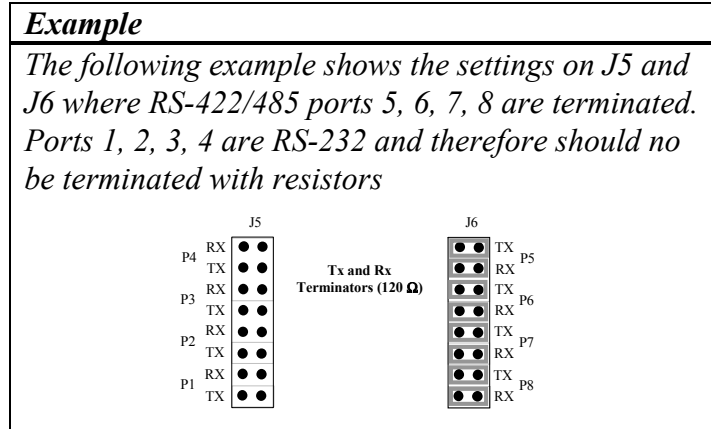 Example
The following example shows the settings on J5 and
J6 where RS-422/485 ports 5, 6, 7, 8 are terminated.
Ports 1, 2, 3, 4 are RS-232 and therefore should no
be terminated with resistors
J5
P4 RX
TX
P3 RX
TX
P2 RX
TX
P1 RX
TX
Tx and Rx
Terminators (120 Ω)
J6
TX P5
RX
TX P6
RX
TX P7
RX
TX P8
RX